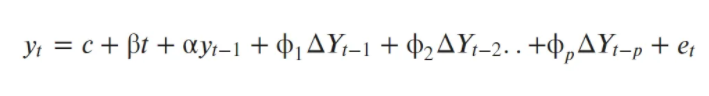 yₜ = c + βt + αyₜ₋₁ + ϕ₁ΔYₜ₋₁ + ϕ₂ΔYₜ₋₂. . +ϕₚΔYₜ₋ₚ + eₜ